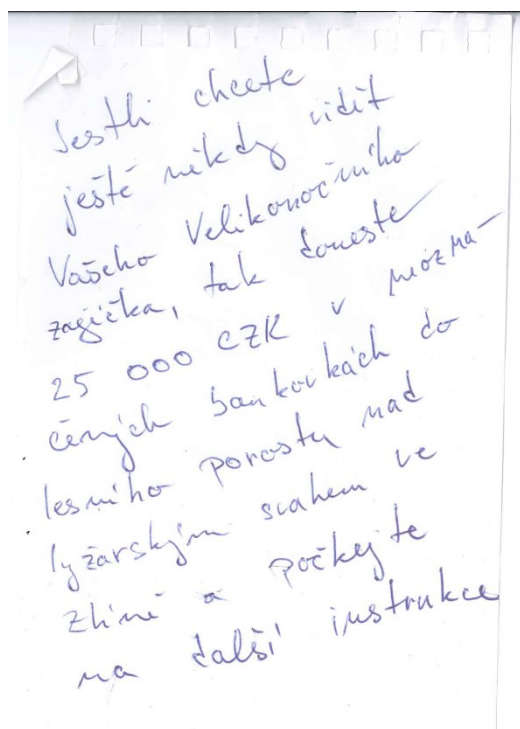 Jestli chcete
ještě někdy vidět
Vašeho Velikonočního
zajíčka, tak doneste
25 000 CZK v neozna-
čených bankovkách do
lesního porostu nad
lyžařským svahem ve
Zlíně a počkejte
na další instrukce